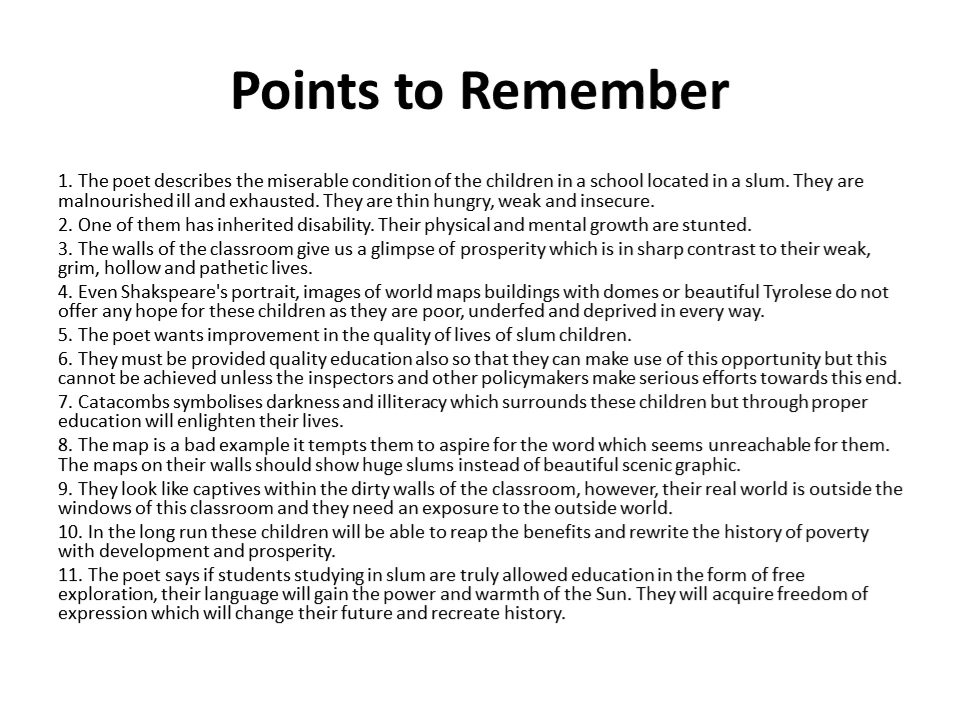 Points to Remember
1. The poet describes the miserable condition of the children in a school located in a slum. They are
malnourished ill and exhausted. They are thin hungry, weak and insecure.
2. One of them has inherited disability. Their physical and mental growth are stunted.
3. The walls of the classroom give us a glimpse of prosperity which is in sharp contrast to their weak,
grim, hollow and pathetic lives.
4. Even Shakspeare's portrait, images of world maps buildings with domes or beautiful Tyrolese do not
offer any hope for these children as they are poor, underfed and deprived in every way.
5. The poet wants improvement in the quality of lives of slum children.
6. They must be provided quality education also so that they can make use of this opportunity but this
cannot be achieved unless the inspectors and other policymakers make serious efforts towards this end.
7. Catacombs symbolises darkness and illiteracy which surrounds these children but through proper
education will enlighten their lives.
8. The map is a bad example it tempts them to aspire for the word which seems unreachable for them.
The maps on their walls should show huge slums instead of beautiful scenic graphic.
9. They look like captives within the dirty walls of the classroom, however, their real world is outside the
windows of this classroom and they need an exposure to the outside world.
10. In the long run these children will be able to reap the benefits and rewrite the history of poverty
with development and prosperity.
11. The poet says if students studying in slum are truly allowed education in the form of free
exploration, their language will gain the power and warmth of the Sun. They will acquire freedom of
expression which will change their future and recreate history.